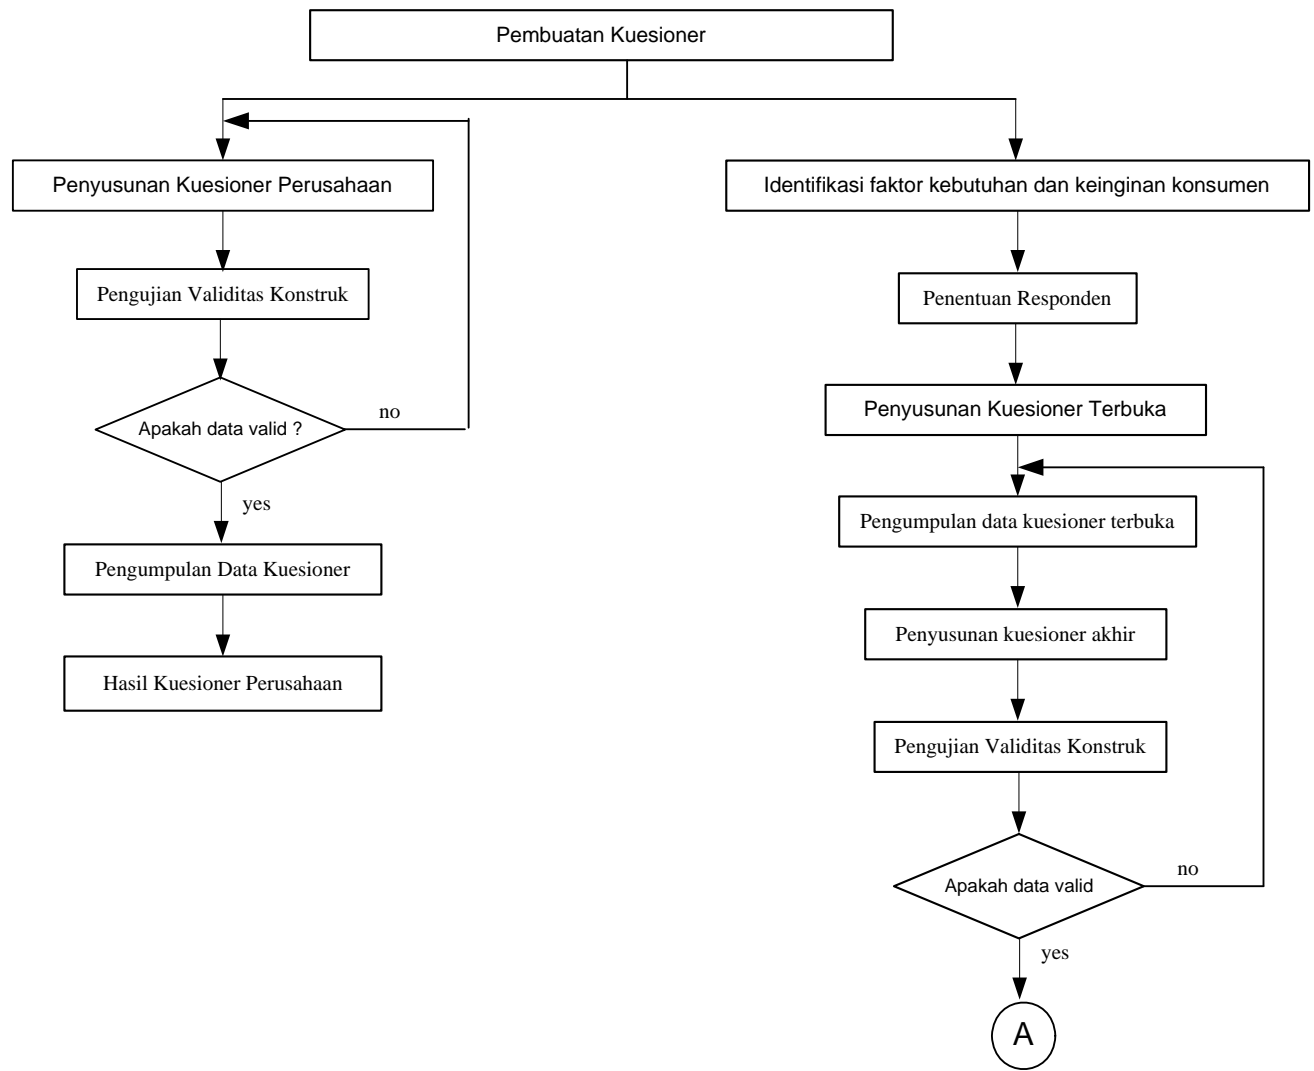 Pembuatan Kuesioner
Penyusunan Kuesioner Perusahaan
Pengujian Validitas Konstruk
Apakah data valid ?
no
yes
Pengumpulan Data Kuesioner
Hasil Kuesioner Perusahaan
Identifikasi faktor kebutuhan dan keinginan konsumen
Penentuan Responden
Penyusunan Kuesioner Terbuka
Pengumpulan data kuesioner terbuka
Penyusunan kuesioner akhir
Pengujian Validitas Konstruk
Apakah data valid
no
yes
A